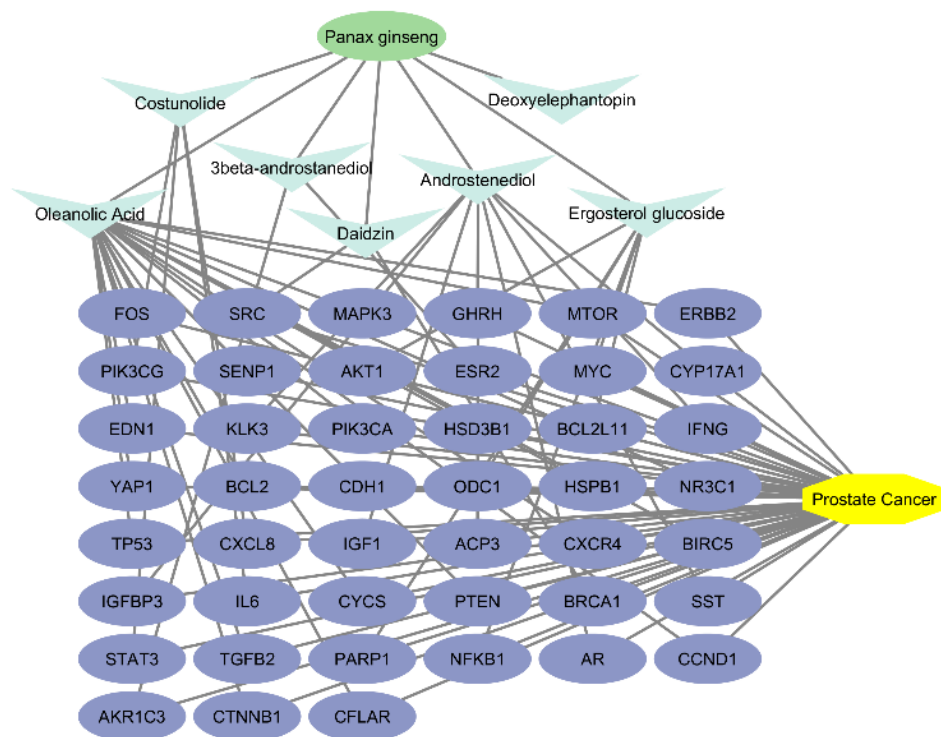 Panax ginseng
Costunolide
Deoxyelephantopin
3beta-androstanediol
Androstenediol
Oleanolic Acid
Daidzin
Ergosterol glucoside
FOS
SRC
MAPK3
GHRH
MTOR
ERBB2
PIK3CG
SENP1
AKT1
ESR2
MYC
CYP17A1
EDN1
KLK3
PIK3CA
HSD3B1
BCL2L11
IFNG
YAP1
BCL2
CDH1
ODC1
HSPB1
NR3C1
Prostate Cancer
TP53
CXCL8
IGF1
ACP3
CXCR4
BIRC5
IGFBP3
IL6
CYCS
PTEN
BRCA1
SST
STAT3
TGFB2
PARP1
NFKB1
AR
CCND1
AKR1C3
CTNNB1
CFLAR